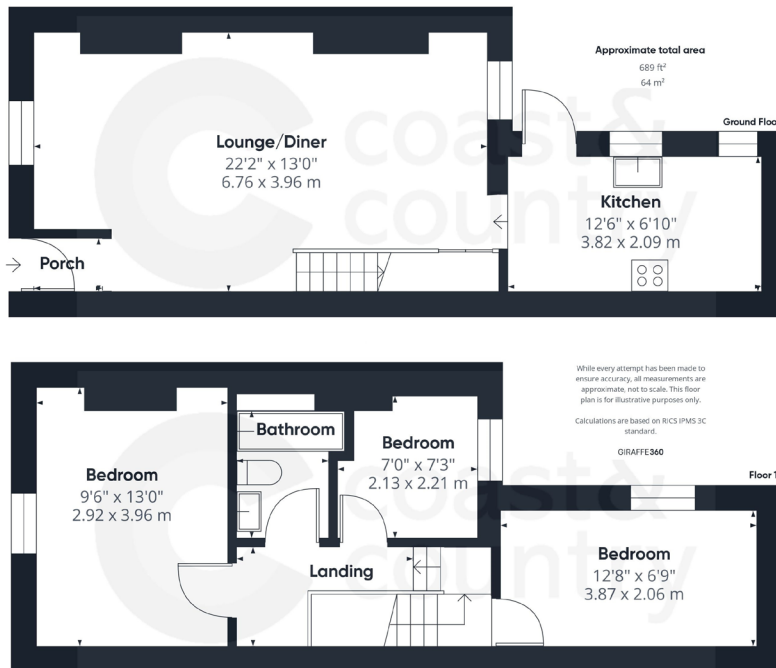 Approximate total area
689 ft²
64 m²
Ground Floo
Lounge/Diner
22'2" x 13'0"
6.76 x 3.96 m
Kitchen
12'6" x 6'10"
3.82 x 2.09 m
Porch
coast &
country
While every attempt has been made to
ensure accuracy, all measurements are
approximate, not to scale. This floor
plan is for illustrative purposes only.
Calculations are based on RICS IPMS 3C
standard.
GIRAFFE360
Floor 1
Bathroom
Bedroom
7'0" x 7'3"
2.13 x 2.21 m
Bedroom
9'6" x 13'0"
2.92 x 3.96 m
Landing
Bedroom
12'8" x 6'9"
3.87 x 2.06 m
coast &
country